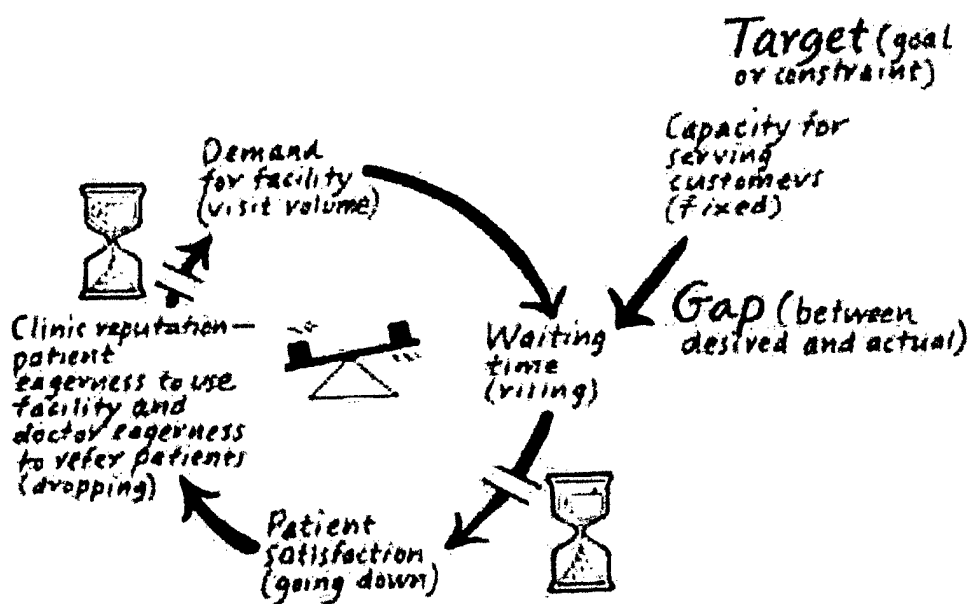 Target (goal
or constraint)
Capacity for
serving
customers
(fixed)
Demand
for facility
(visit volume)
Gap (between
desired and actual)
Clinic reputation—
patient
eagerness to use
facility and
doctor eagerness
to refer patients
(dropping)
Waiting
time
(rising)
Patient
satisfaction
(going down)